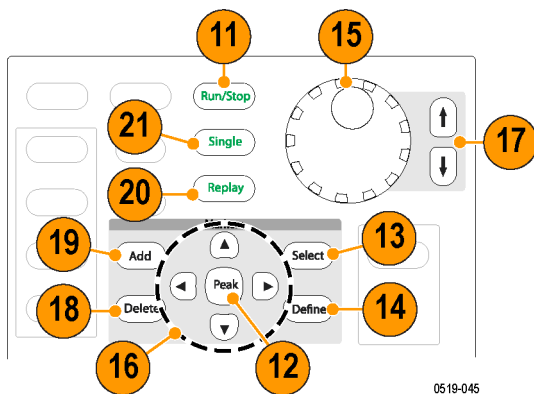 11
15
Run/Stop
21
Single
17
20
Replay
19
Add
Select
13
Peak
18
Delete
Define
14
16
12
0519-045